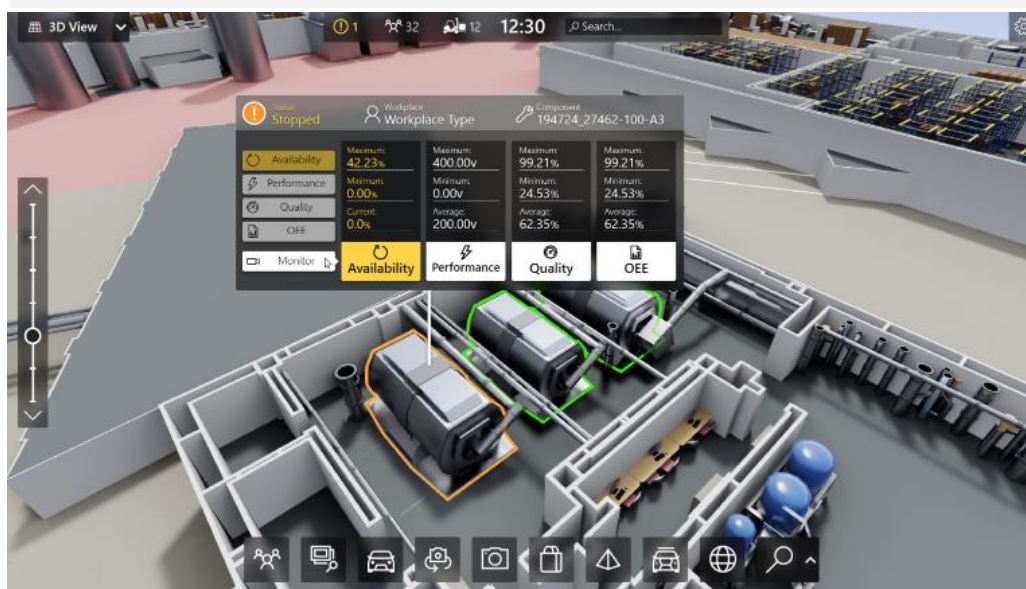 3D View
1
32
12
12:30
Search...
Status
Stopped
Workplace
Workplace Type
Component
194724_27462-100-A3
Availability
Performance
Quality
OEE
Monitor
Maximum:
42.23%
Minimum:
0.00%
Current:
0.0%
Availability
Maximum:
400.00v
Minimum:
0.00v
Average:
200.00v
Performance
Maximum:
99.21%
Minimum:
24.53%
Average:
62.35%
Quality
Maximum:
99.21%
Minimum:
24.53%
Average:
62.35%
OEE